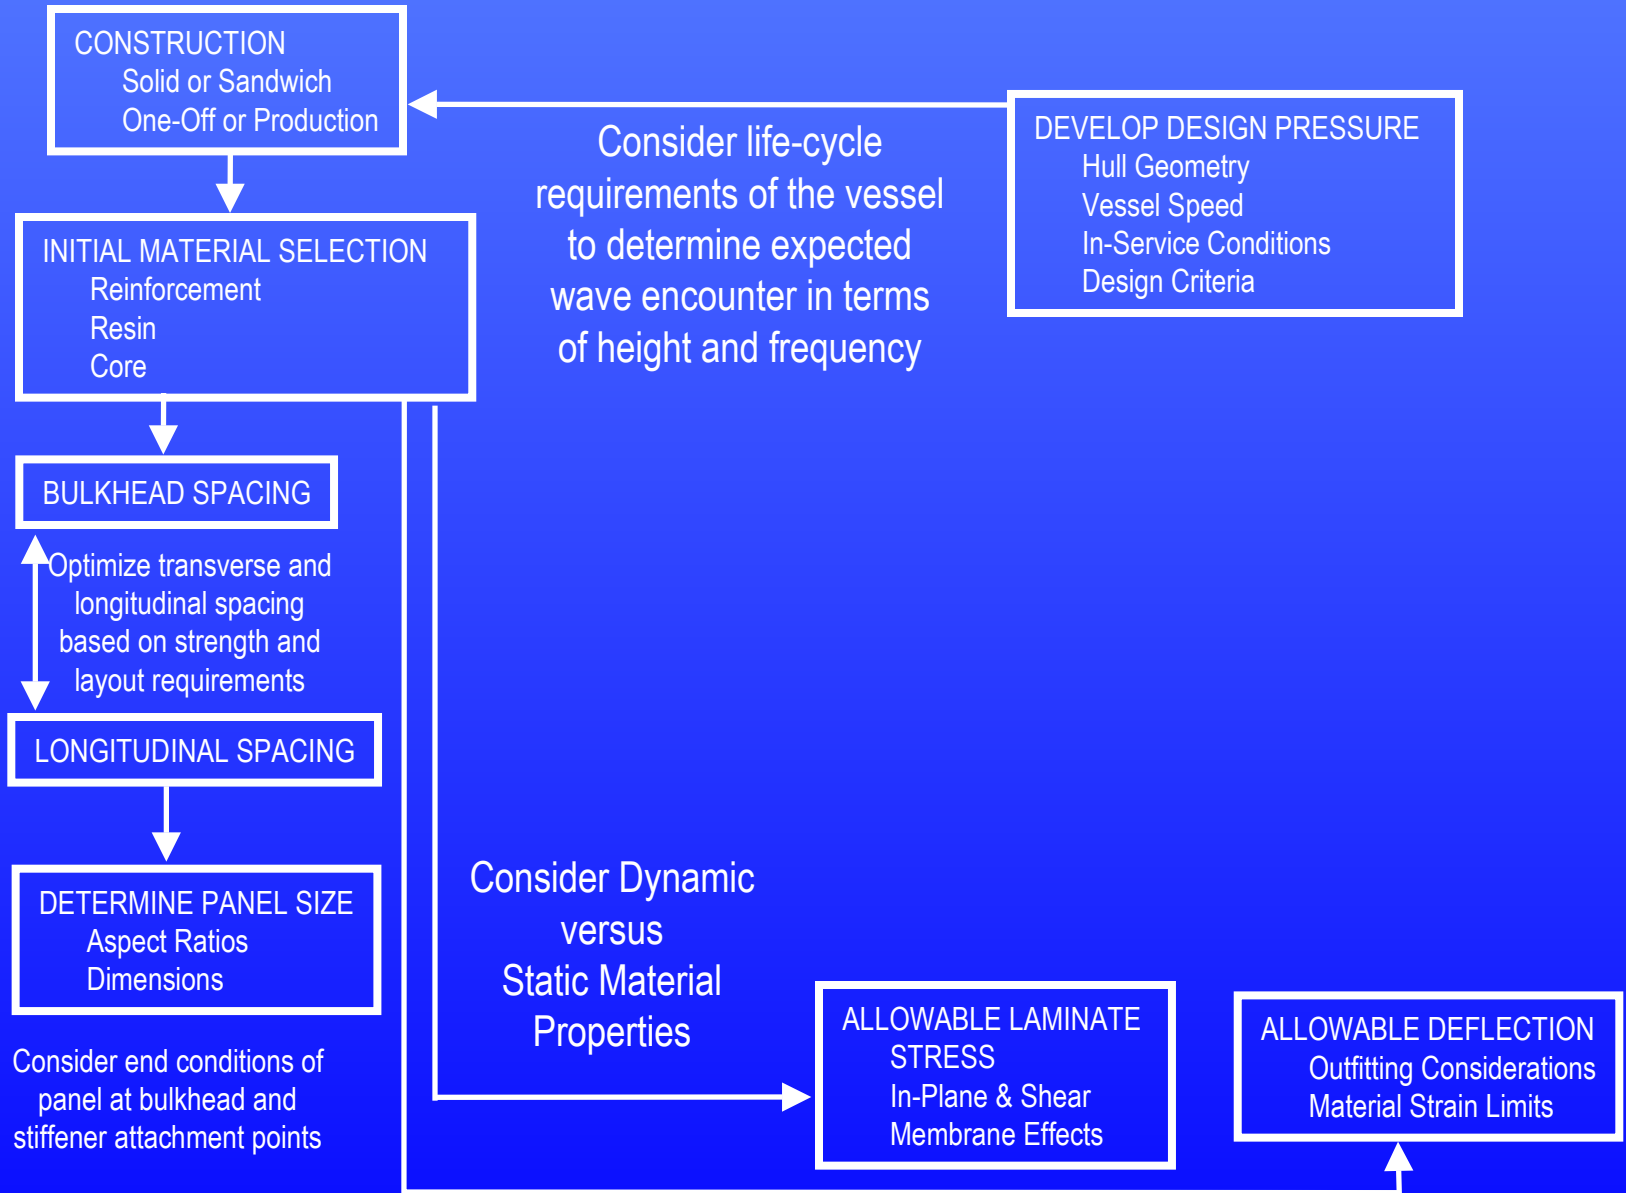 CONSTRUCTION
Solid or Sandwich
One-Off or Production
Consider life-cycle
requirements of the vessel
to determine expected
wave encounter in terms
of height and frequency
DEVELOP DESIGN PRESSURE
Hull Geometry
Vessel Speed
In-Service Conditions
Design Criteria
INITIAL MATERIAL SELECTION
Reinforcement
Resin
Core
BULKHEAD SPACING
Optimize transverse and
longitudinal spacing
based on strength and
layout requirements
LONGITUDINAL SPACING
DETERMINE PANEL SIZE
Aspect Ratios
Dimensions
Consider end conditions of
panel at bulkhead and
stiffener attachment points
Consider Dynamic
versus
Static Material
Properties
ALLOWABLE LAMINATE
STRESS
In-Plane & Shear
Membrane Effects
ALLOWABLE DEFLECTION
Outfitting Considerations
Material Strain Limits